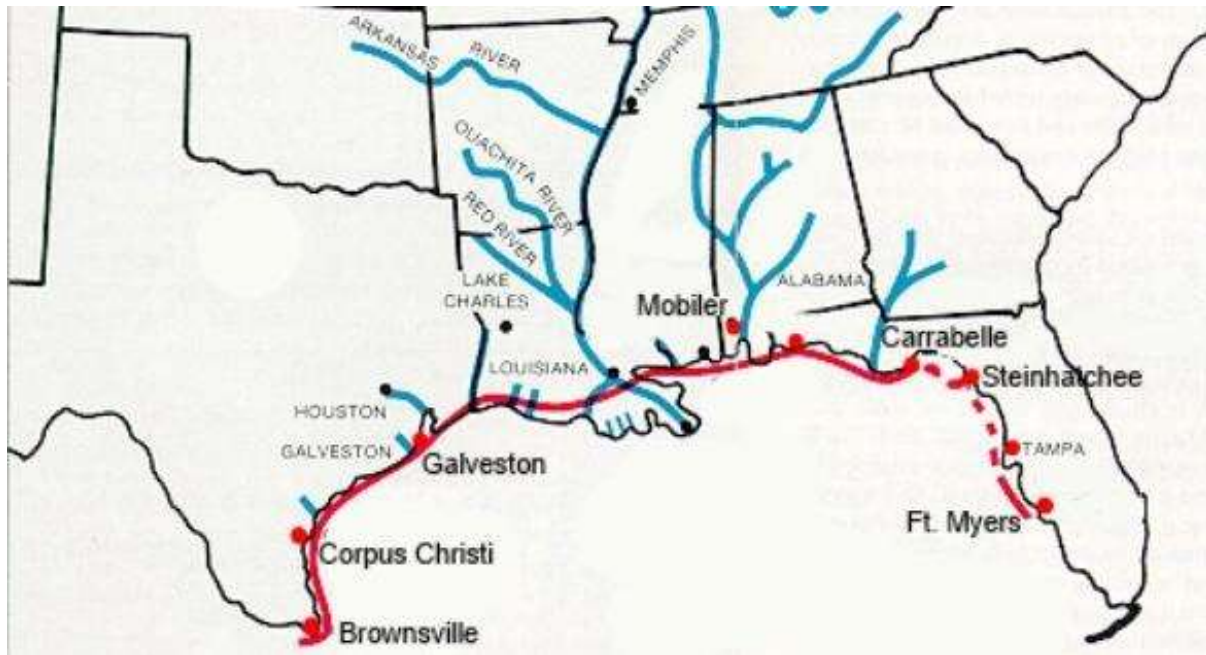 ARKANSAS RIVER
MEMPHIS
OUACHITA RIVER
RED RIVER
LAKE
CHARLES
ALABAMA
Mobiler
Carrabelle
LOUISIANA
Steinhatchee
HOUSTON
GALVESTON
Galveston
TAMPA
Ft. Myers
Corpus Christi
Brownsville